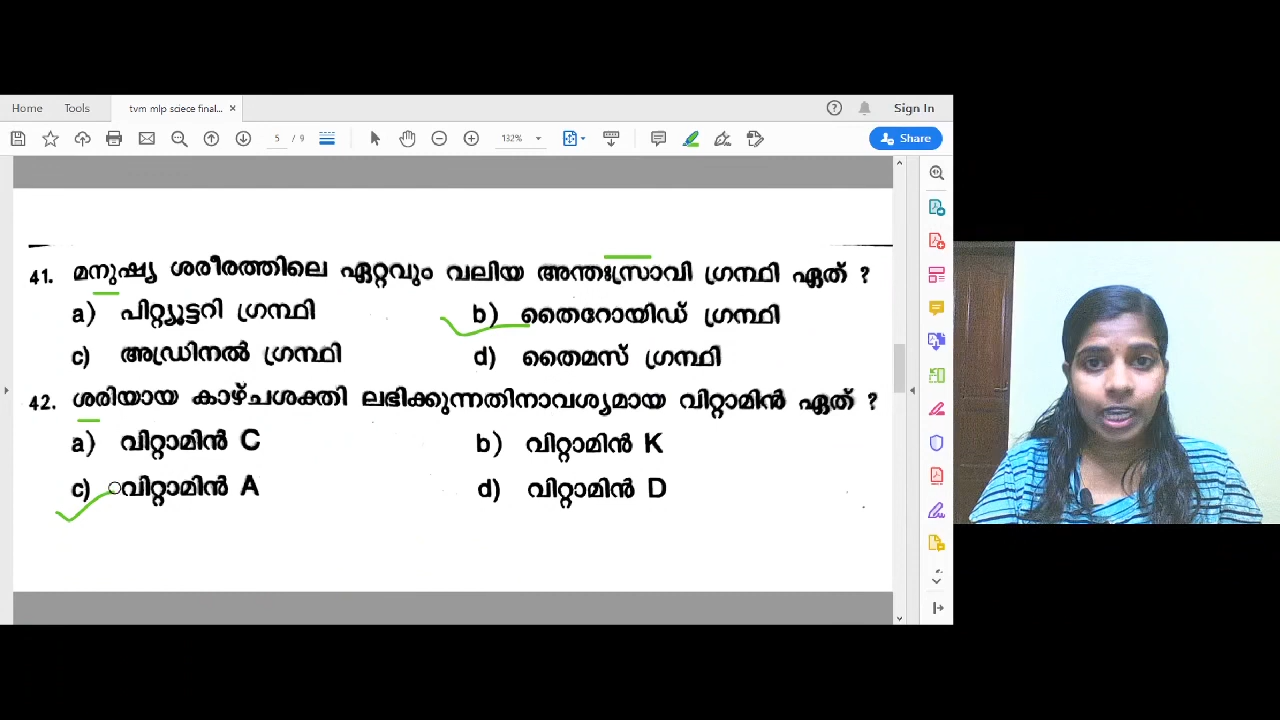 Home Tools tvm mlp sciece final... × Sign In
5 / 9 132% Share
41. മനുഷ്യ ശരീരത്തിലെ ഏറ്റവും വലിയ അന്തഃസ്രാവി ഗ്രന്ഥി ഏത് ?
a) പിറ്റ്യൂട്ടറി ഗ്രന്ഥി b) തൈറോയിഡ് ഗ്രന്ഥി
c) അഡ്രിനൽ ഗ്രന്ഥി d) തൈമസ് ഗ്രന്ഥി
42. ശരിയായ കാഴ്ചശക്തി ലഭിക്കുന്നതിനാവശ്യമായ വിറ്റാമിൻ ഏത് ?
a) വിറ്റാമിൻ C b) വിറ്റാമിൻ K
c) വിറ്റാമിൻ A d) വിറ്റാമിൻ D